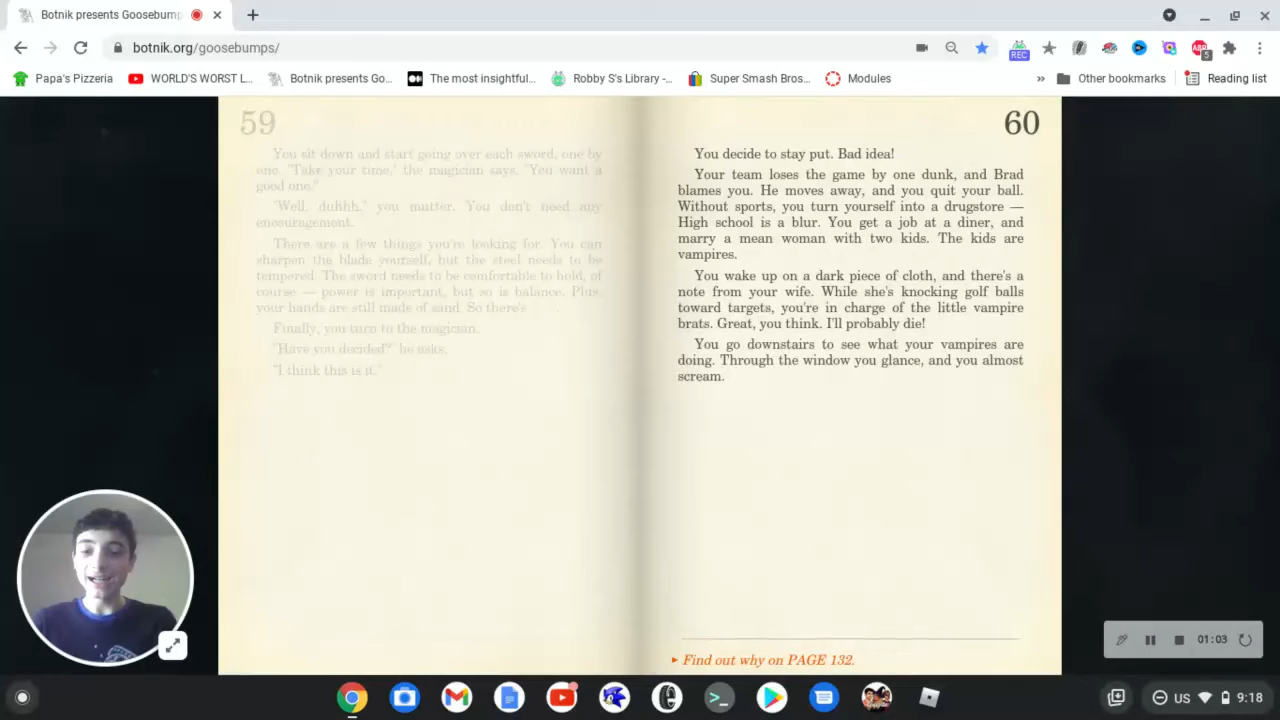 Botnik presents Goosebump
botnik.org/goosebumps/
REC
ABP
5
Papa's Pizzeria
WORLD'S WORST L...
Botnik presents Go...
The most insightful...
Robby S's Library -...
Super Smash Bros...
Modules
»
Other bookmarks
Reading list
59
You sit down and start going over each sword, one by
one. "Take your time," the magician says. "You want a
good one."
"Well, duhhh," you mutter. You don't need any
encouragement.
There are a few things you're looking for. You can
sharpen the blade yourself, but the steel needs to be
tempered. The sword needs to be comfortable to hold, of
course — power is important, but so is balance. Plus,
your hands are still made of sand. So there's
Finally, you turn to the magician.
"Have you decided?" he asks.
"I think this is it."
60
You decide to stay put. Bad idea!
Your team loses the game by one dunk, and Brad
blames you. He moves away, and you quit your ball.
Without sports, you turn yourself into a drugstore —
High school is a blur. You get a job at a diner, and
marry a mean woman with two kids. The kids are
vampires.
You wake up on a dark piece of cloth, and there's a
note from your wife. While she's knocking golf balls
toward targets, you're in charge of the little vampire
brats. Great, you think. I'll probably die!
You go downstairs to see what your vampires are
doing. Through the window you glance, and you almost
scream.
Find out why on PAGE 132.
01:03
US
9:18